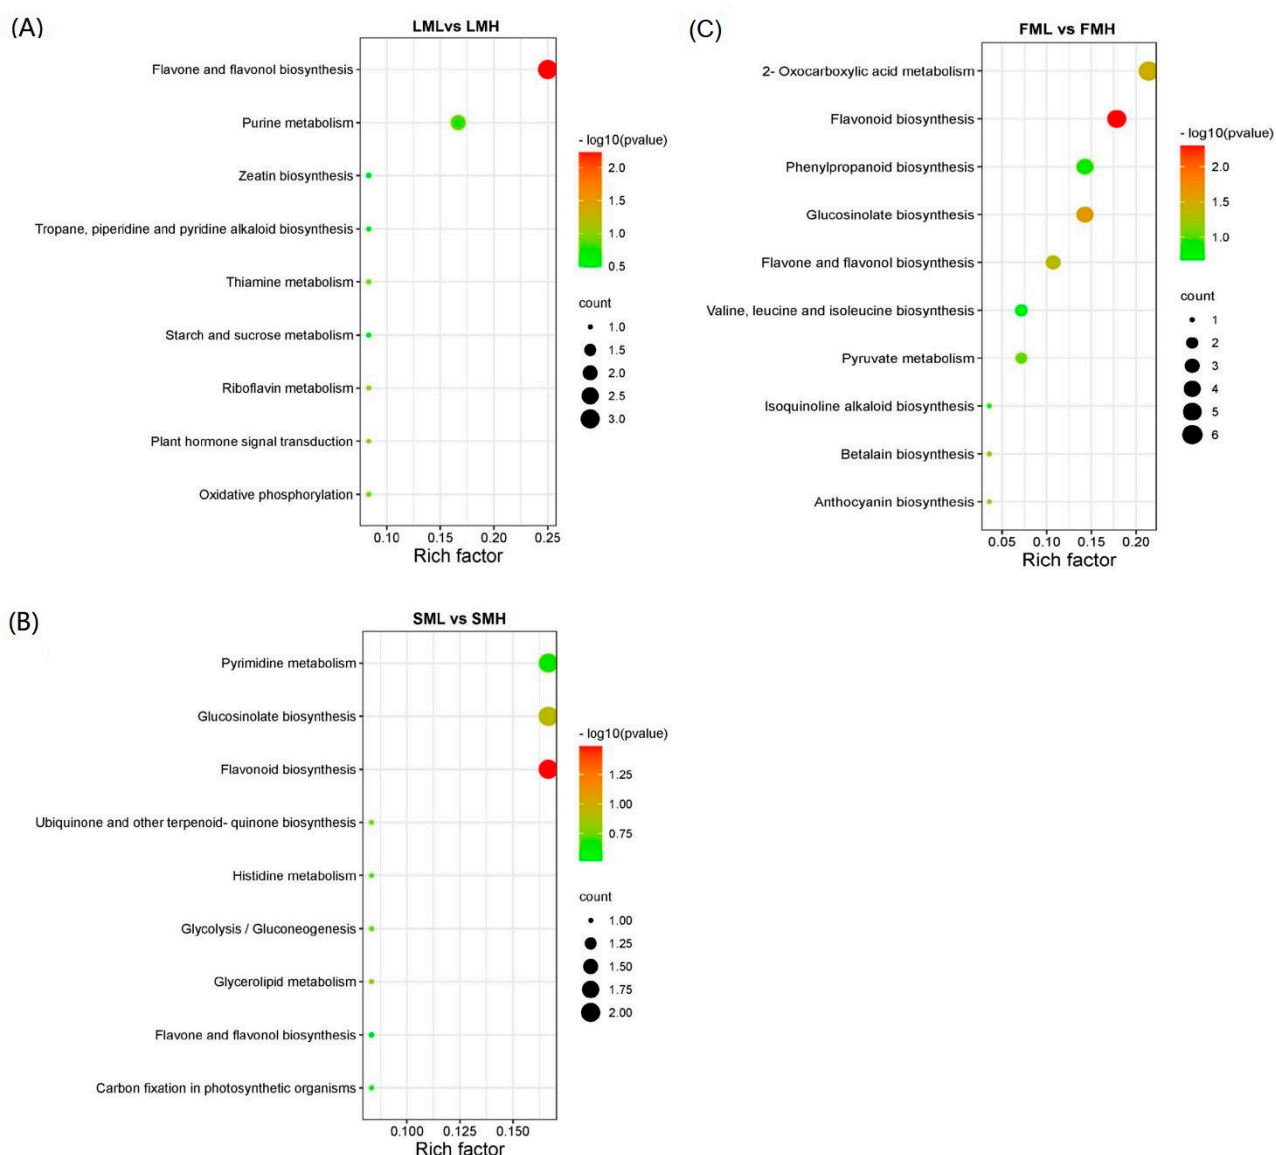 (A)
LMLvs LMH
Flavone and flavonol biosynthesis
Purine metabolism
Zeatin biosynthesis
Tropane, piperidine and pyridine alkaloid biosynthesis
Thiamine metabolism
Starch and sucrose metabolism
Riboflavin metabolism
Plant hormone signal transduction
Oxidative phosphorylation
0.10 0.15 0.20 0.25
Rich factor
- log10(pvalue)
2.0
1.5
1.0
0.5
count
1.0
1.5
2.0
2.5
3.0
(C)
FML vs FMH
2- Oxocarboxylic acid metabolism
Flavonoid biosynthesis
Phenylpropanoid biosynthesis
Glucosinolate biosynthesis
Flavone and flavonol biosynthesis
Valine, leucine and isoleucine biosynthesis
Pyruvate metabolism
Isoquinoline alkaloid biosynthesis
Betalain biosynthesis
Anthocyanin biosynthesis
0.05 0.10 0.15 0.20
Rich factor
- log10(pvalue)
2.0
1.5
1.0
count
1
2
3
4
5
6
(B)
SML vs SMH
Pyrimidine metabolism
Glucosinolate biosynthesis
Flavonoid biosynthesis
Ubiquinone and other terpenoid- quinone biosynthesis
Histidine metabolism
Glycolysis / Gluconeogenesis
Glycerolipid metabolism
Flavone and flavonol biosynthesis
Carbon fixation in photosynthetic organisms
0.100 0.125 0.150
Rich factor
- log10(pvalue)
1.25
1.00
0.75
count
1.00
1.25
1.50
1.75
2.00